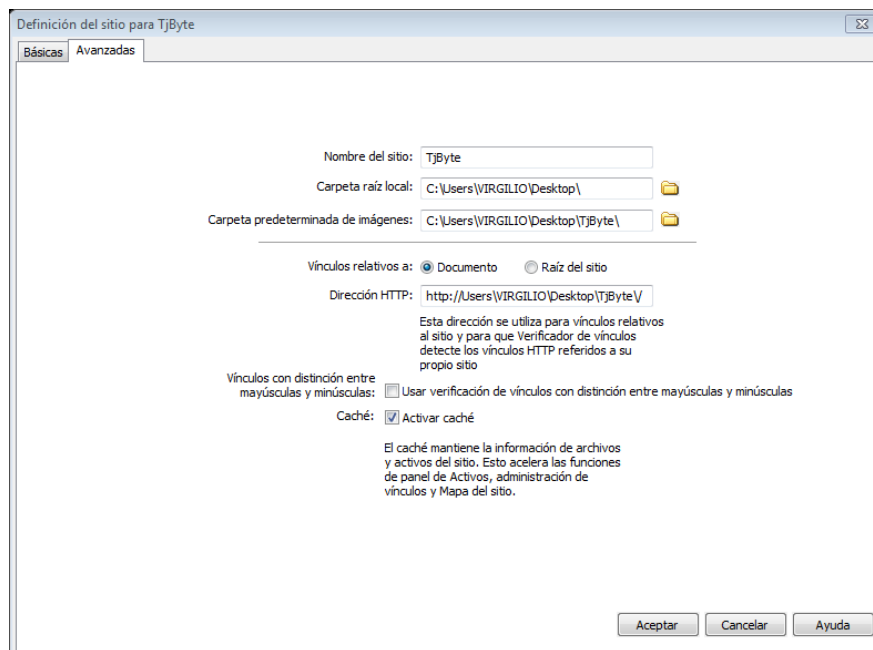 Definición del sitio para TjByte
Básicas Avanzadas
Nombre del sitio: TjByte
Carpeta raíz local: C:\Users\VIRGILIO\Desktop\
Carpeta predeterminada de imágenes: C:\Users\VIRGILIO\Desktop\TjByte\
Vínculos relativos a: Documento Raíz del sitio
Dirección HTTP: http://Users\VIRGILIO\Desktop\TjByte\/
Esta dirección se utiliza para vínculos relativos
al sitio y para que Verificador de vínculos
detecte los vínculos HTTP referidos a su
propio sitio
Vínculos con distinción entre
mayúsculas y minúsculas: Usar verificación de vínculos con distinción entre mayúsculas y minúsculas
Caché: Activar caché
El caché mantiene la información de archivos
y activos del sitio. Esto acelera las funciones
de panel de Activos, administración de
vínculos y Mapa del sitio.
Aceptar Cancelar Ayuda